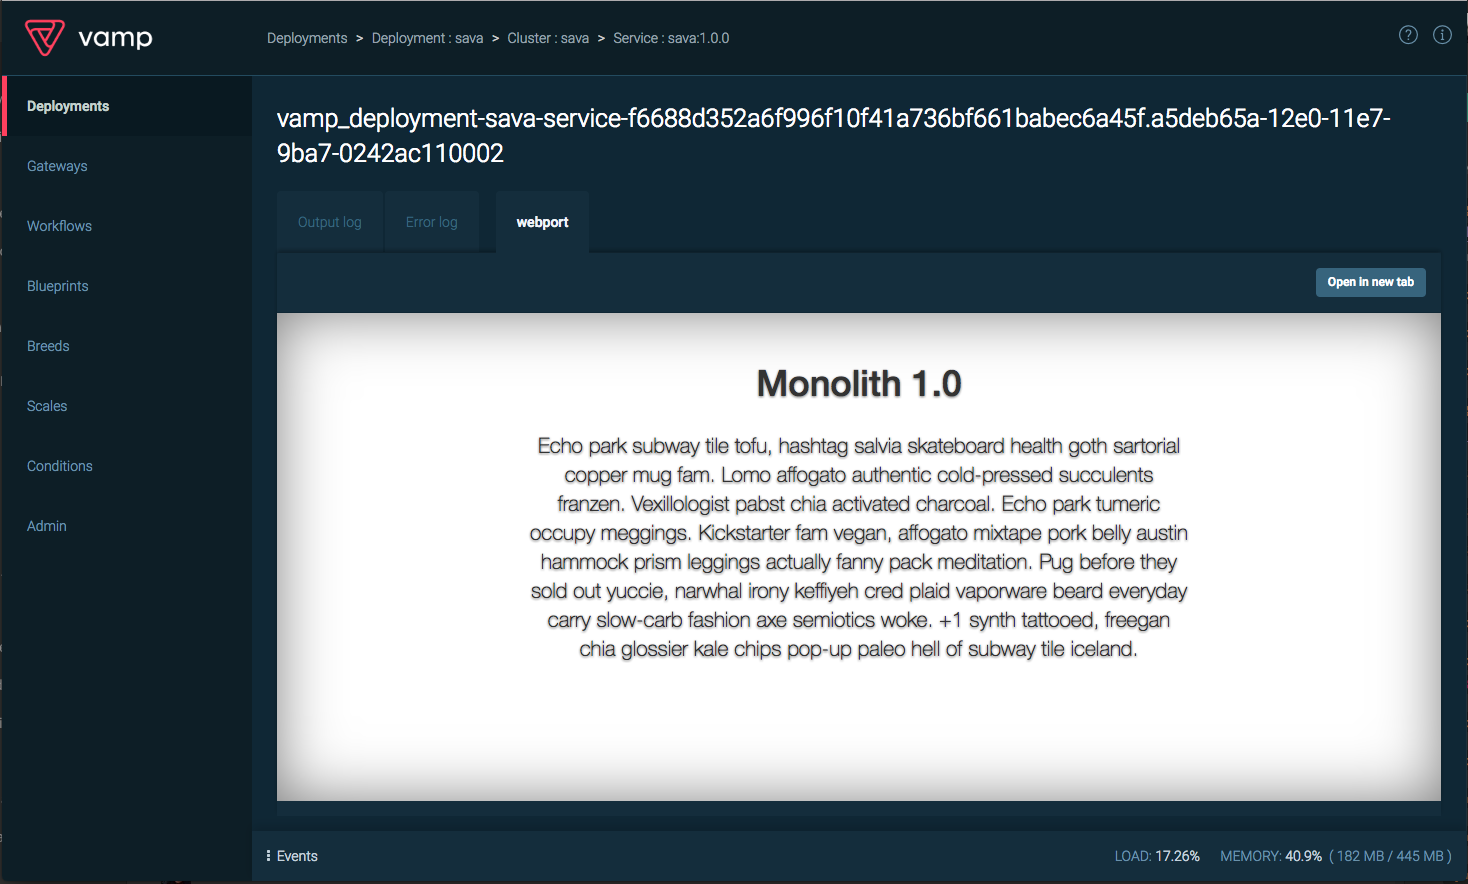 vamp
Deployments > Deployment : sava > Cluster : sava > Service : sava:1.0.0
Deployments
Gateways
Workflows
Blueprints
Breeds
Scales
Conditions
Admin
vamp_deployment-sava-service-f6688d352a6f996f10f41a736bf661babec6a45f.a5deb65a-12e0-11e7-
9ba7-0242ac110002
Output log
Error log
webport
Open in new tab
Monolith 1.0
Echo park subway tile tofu, hashtag salvia skateboard health goth sartorial
copper mug fam. Lomo affogato authentic cold-pressed succulents
franzen. Vexillologist pabst chia activated charcoal. Echo park tumeric
occupy meggings. Kickstarter fam vegan, affogato mixtape pork belly austin
hammock prism leggings actually fanny pack meditation. Pug before they
sold out yuccie, narwhal irony keffiyeh cred plaid vaporware beard everyday
carry slow-carb fashion axe semiotics woke. +1 synth tattooed, freegan
chia glossier kale chips pop-up paleo hell of subway tile iceland.
Events
LOAD: 17.26% MEMORY: 40.9% ( 182 MB / 445 MB )